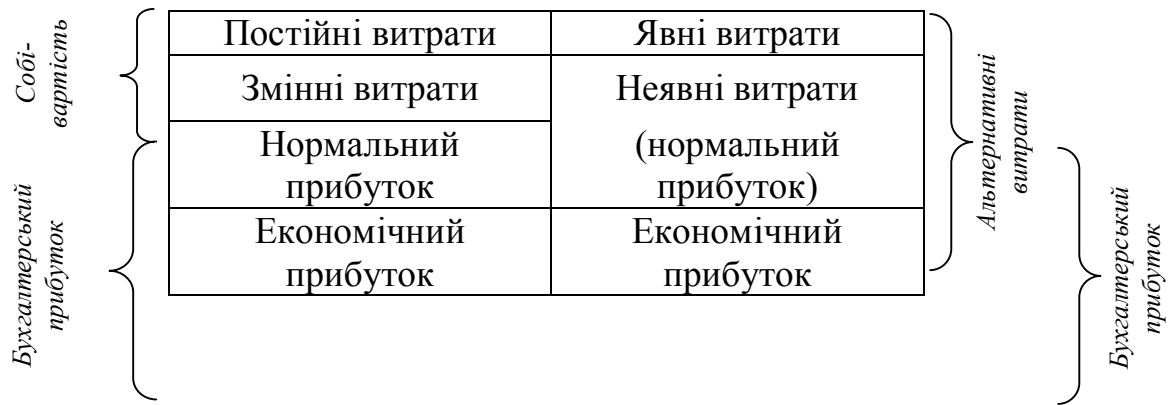 Собі-
вартість
Бухгалтерський
прибуток
Постійні витрати
Явні витрати
Змінні витрати
Неявні витрати
Нормальний
прибуток
(нормальний
прибуток)
Економічний
прибуток
Економічний
прибуток
Альтернативні
витрати
Бухгалтерський
прибуток